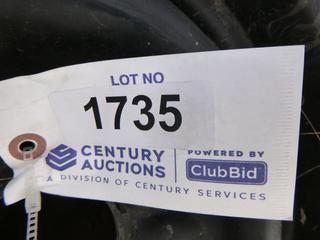 LOT NO
1735
CENTURY
AUCTIONS
POWERED BY
ClubBid
A DIVISION OF CENTURY SERVICES